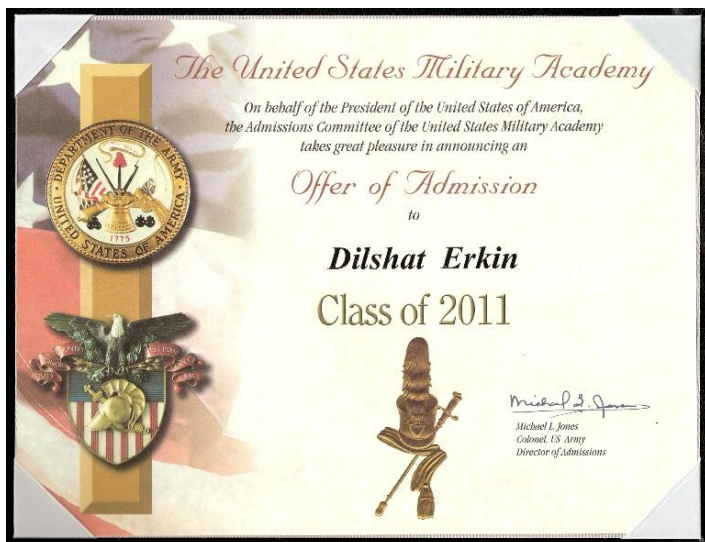 The United States Military Academy
On behalf of the President of the United States of America,
the Admissions Committee of the United States Military Academy
takes great pleasure in announcing an
Offer of Admission
to
Dilshat Erkin
Class of 2011
Michael L. Jones
Michael L. Jones
Colonel, US Army
Director of Admissions
DEPARTMENT OF THE ARMY
UNITED STATES OF AMERICA
1775